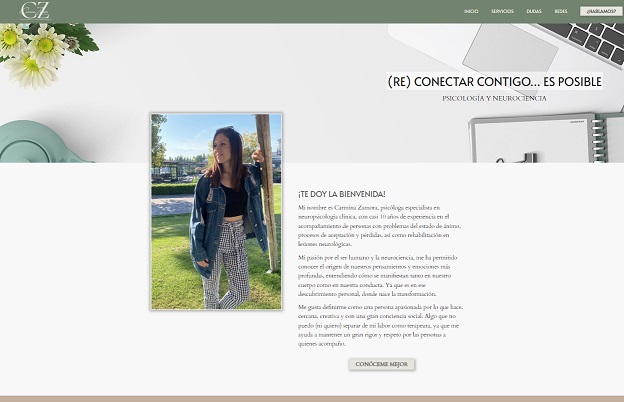 CZ
INICIO SERVICIOS DUDAS REDES ¿HABLAMOS?
(RE) CONECTAR CONTIGO... ES POSIBLE
PSICOLOGÍA Y NEUROCIENCIA
¡TE DOY LA BIENVENIDA!
Mi nombre es Carmina Zamora, psicóloga especialista en
neuropsicología clínica, con casi 10 años de experiencia en el
acompañamiento de personas con problemas del estado de ánimo,
procesos de aceptación y pérdidas, así como rehabilitación en
lesiones neurológicas.
Mi pasión por el ser humano y la neurociencia, me ha permitido
conocer el origen de nuestros pensamientos y emociones más
profundas, entendiendo cómo se manifiestan tanto en nuestro
cuerpo como en nuestra conducta. Ya que es en ese
descubrimiento personal, donde nace la transformación.
Me gusta definirme como una persona apasionada por lo que hace,
cercana, creativa y con una gran conciencia social. Algo que no
puedo (ni quiero) separar de mi labor como terapeuta, ya que me
ayuda a mantener un gran rigor y respeto por las personas a
quienes acompaño.
CONÓCEME MEJOR